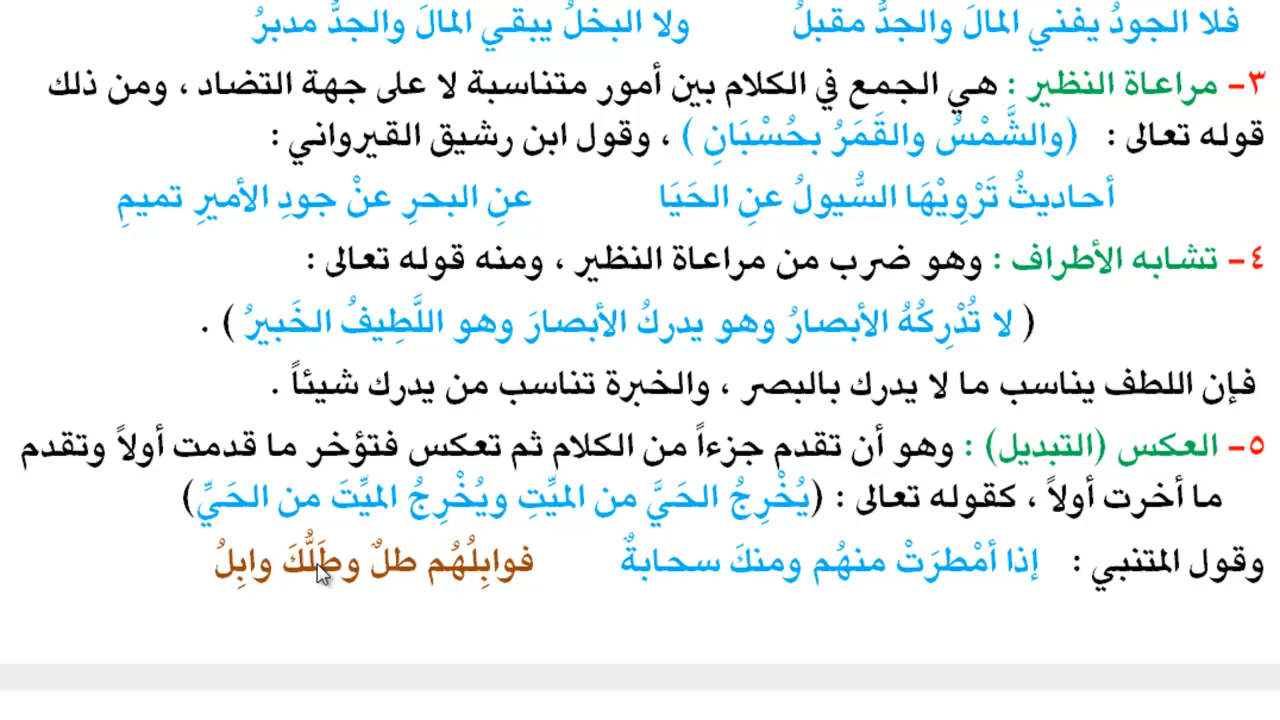 فلا الجودُ يفني المالَ والجدُّ مقبلُ ولا البخلُ يبقي المالَ والجدُّ مدبرُ
٣- مراعاة النظير : هي الجمع في الكلام بين أمور متناسبة لا على جهة التضاد ، ومن ذلك
قوله تعالى : (والشَّمْسُ والقَمَرُ بحُسْبَانِ ) ، وقول ابن رشيق القيرواني :
أحاديثُ تَرْوِيْهَا السُّيولُ عنِ الحَيَا عنِ البحرِ عنْ جودِ الأميرِ تميمِ
٤- تشابه الأطراف : وهو ضرب من مراعاة النظير ، ومنه قوله تعالى :
( لا تُدْرِكُهُ الأبصارُ وهو يدركُ الأبصارَ وهو اللَّطِيفُ الخَبيرُ ) .
فإن اللطف يناسب ما لا يدرك بالبصر ، والخبرة تناسب من يدرك شيئاً .
٥- العكس (التبديل) : وهو أن تقدم جزءاً من الكلام ثم تعكس فتؤخر ما قدمت أولاً وتقدم
ما أخرت أولاً ، كقوله تعالى : (يُخْرِجُ الحَيَّ من الميِّتِ ويُخْرِجُ الميِّتَ من الحَيِّ)
وقول المتنبي : إذا أمْطرَتْ منهُم ومنكَ سحابةٌ فوابِلُهُم طلٌ وطَلُّكَ وابِلُ